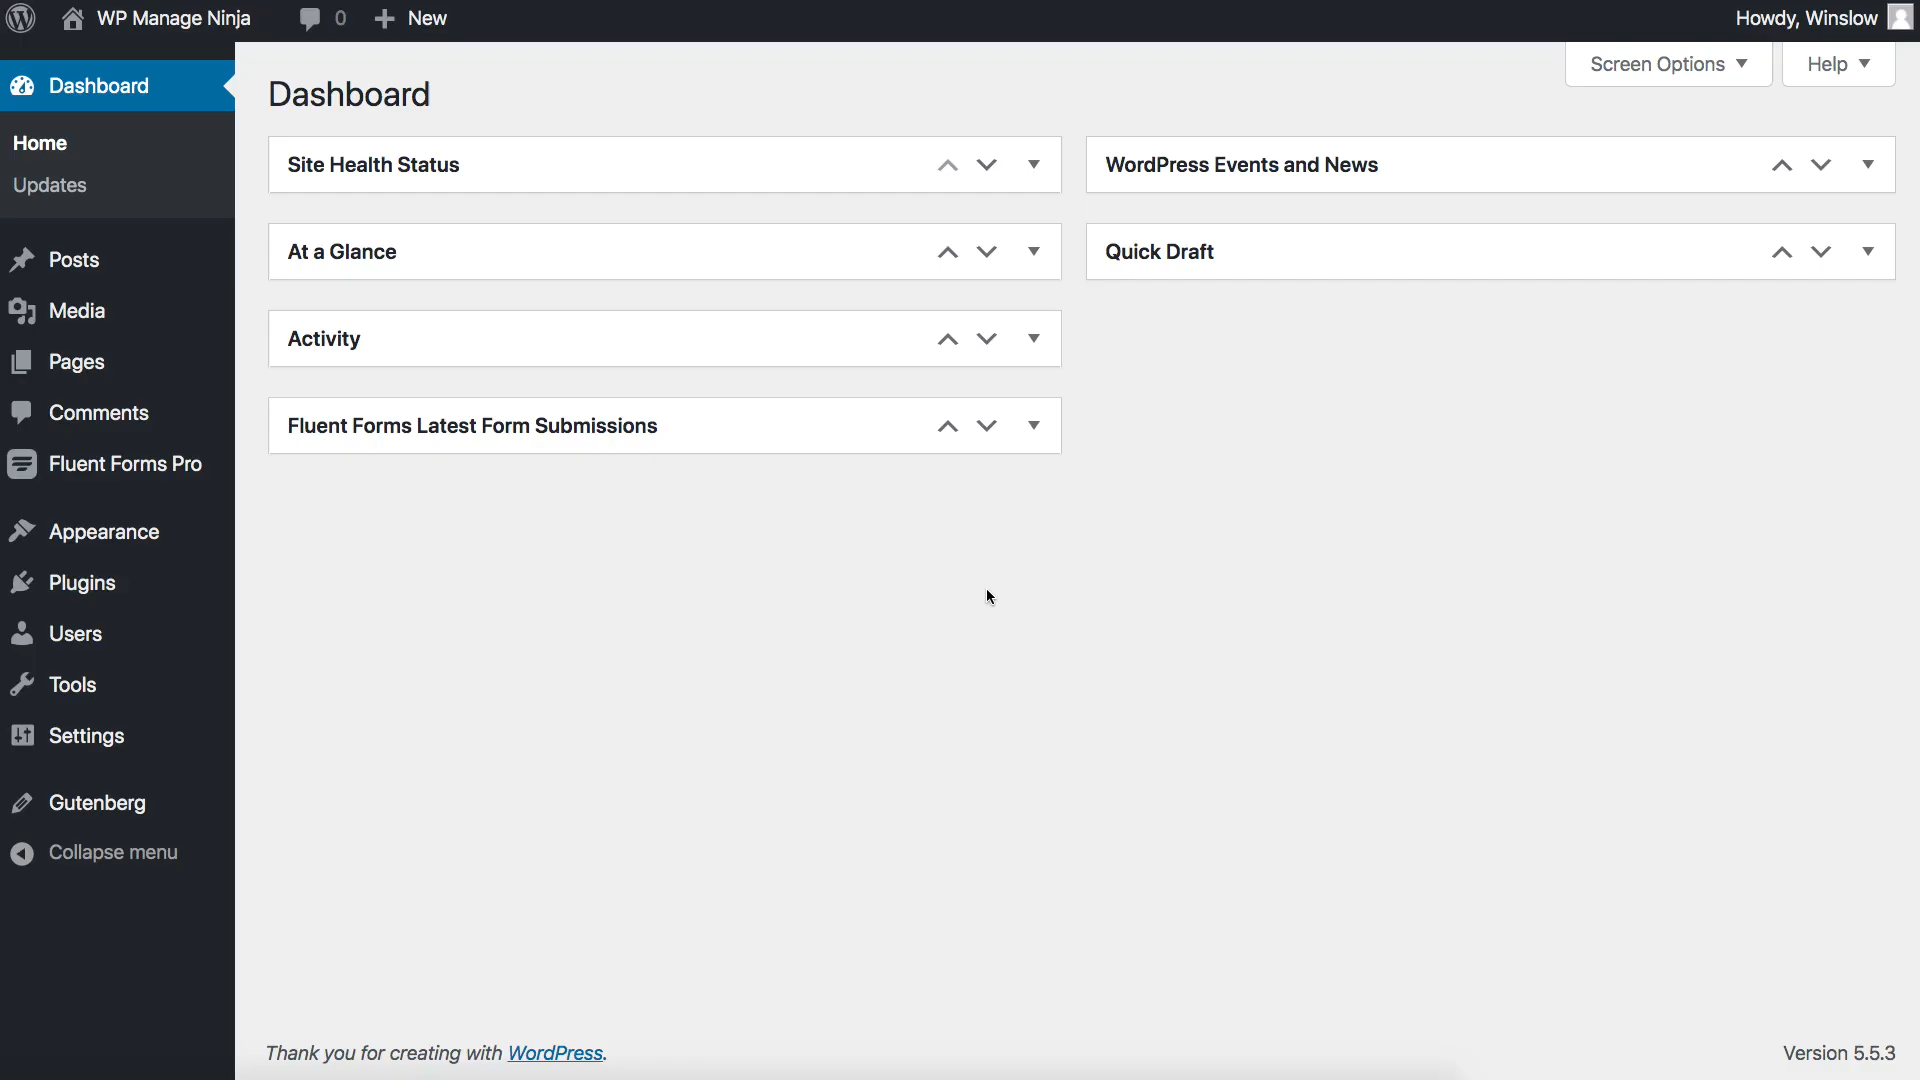 WP Manage Ninja
0
New
Howdy, Winslow
Dashboard
Home
Updates
Posts
Media
Pages
Comments
Fluent Forms Pro
Appearance
Plugins
Users
Tools
Settings
Gutenberg
Collapse menu
Screen Options
Help
Dashboard
Site Health Status
At a Glance
Activity
Fluent Forms Latest Form Submissions
WordPress Events and News
Quick Draft
Thank you for creating with WordPress.
Version 5.5.3